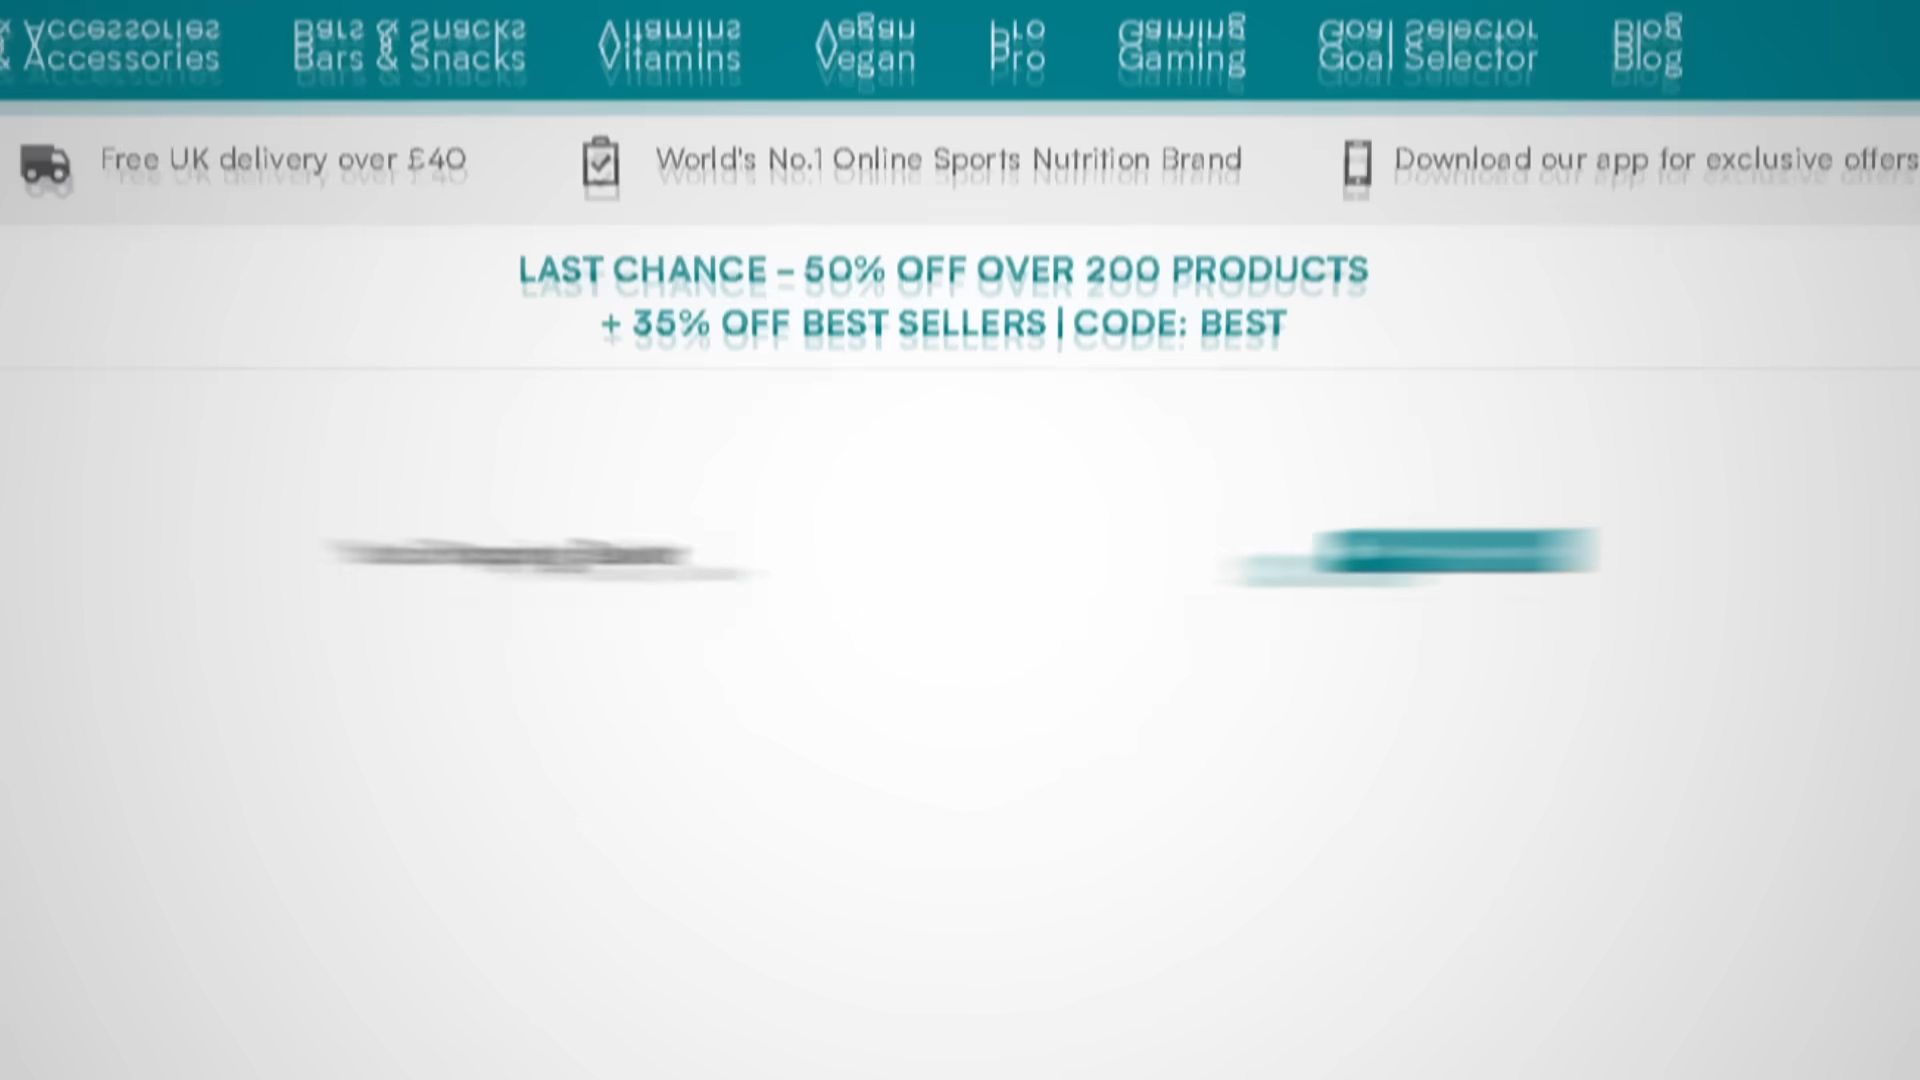 & Accessories Bars & Snacks Vitamins Vegan Pro Gaming Goal Selector Blog
Free UK delivery over £40 World's No.1 Online Sports Nutrition Brand Download our app for exclusive offers
LAST CHANCE – 50% OFF OVER 200 PRODUCTS
+ 35% OFF BEST SELLERS | CODE: BEST